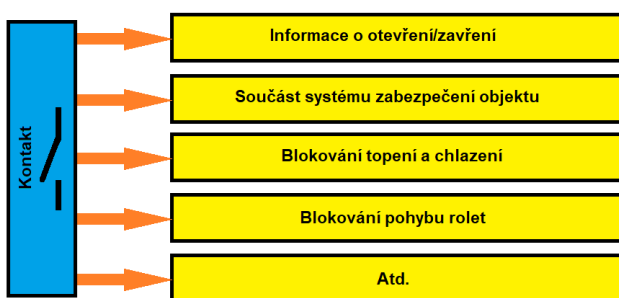 Kontakt
Informace o otevření/zavření
Součást systému zabezpečení objektu
Blokování topení a chlazení
Blokování pohybu rolet
Atd.